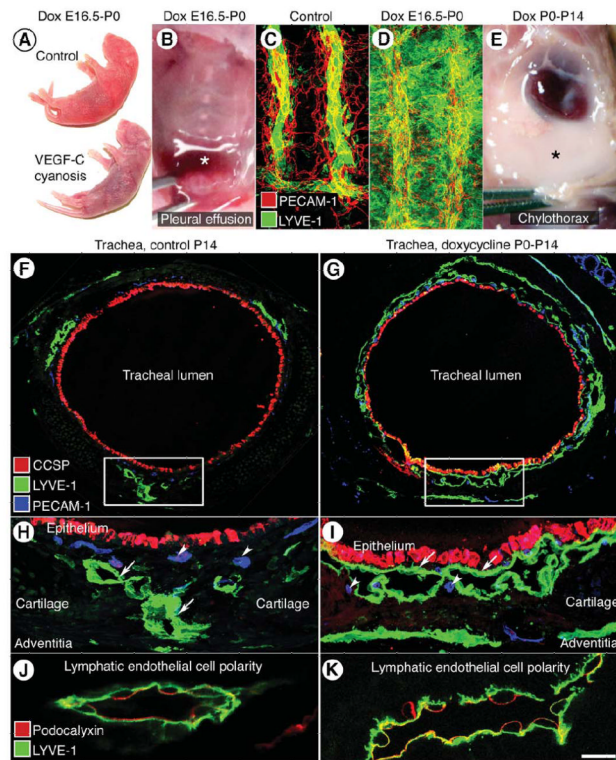 Dox E16.5-P0 Dox E16.5-P0 Control Dox E16.5-P0 Dox P0-P14
A B C D E
Control
VEGF-C
cyanosis
* *
Pleural effusion PECAM-1 Chylothorax
LYVE-1
Trachea, control P14 Trachea, doxycycline P0-P14
F G
Tracheal lumen Tracheal lumen
CCSP
LYVE-1
PECAM-1
Epithelium
H I
Epithelium
Cartilage Cartilage Cartilage
Adventitia Adventitia
J Lymphatic endothelial cell polarity K Lymphatic endothelial cell polarity
Podocalyxin
LYVE-1